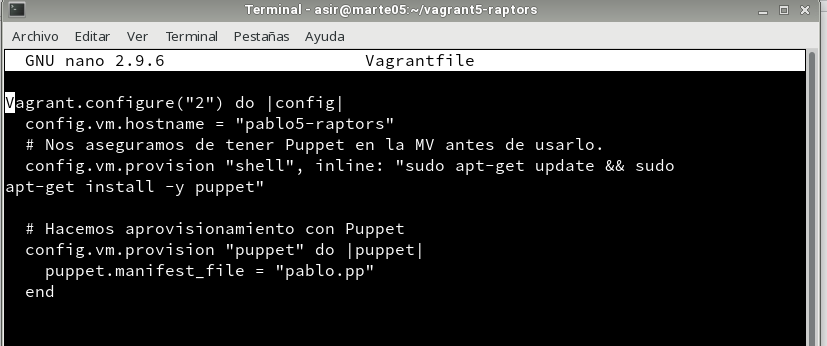 Terminal - asir@marte05:~/vagrant5-raptors
Archivo Editar Ver Terminal Pestañas Ayuda
GNU nano 2.9.6 Vagrantfile
Vagrant.configure("2") do |config|
  config.vm.hostname = "pablo5-raptors"
  # Nos aseguramos de tener Puppet en la MV antes de usarlo.
  config.vm.provision "shell", inline: "sudo apt-get update && sudo
apt-get install -y puppet"
  # Hacemos aprovisionamiento con Puppet
  config.vm.provision "puppet" do |puppet|
    puppet.manifest_file = "pablo.pp"
  end